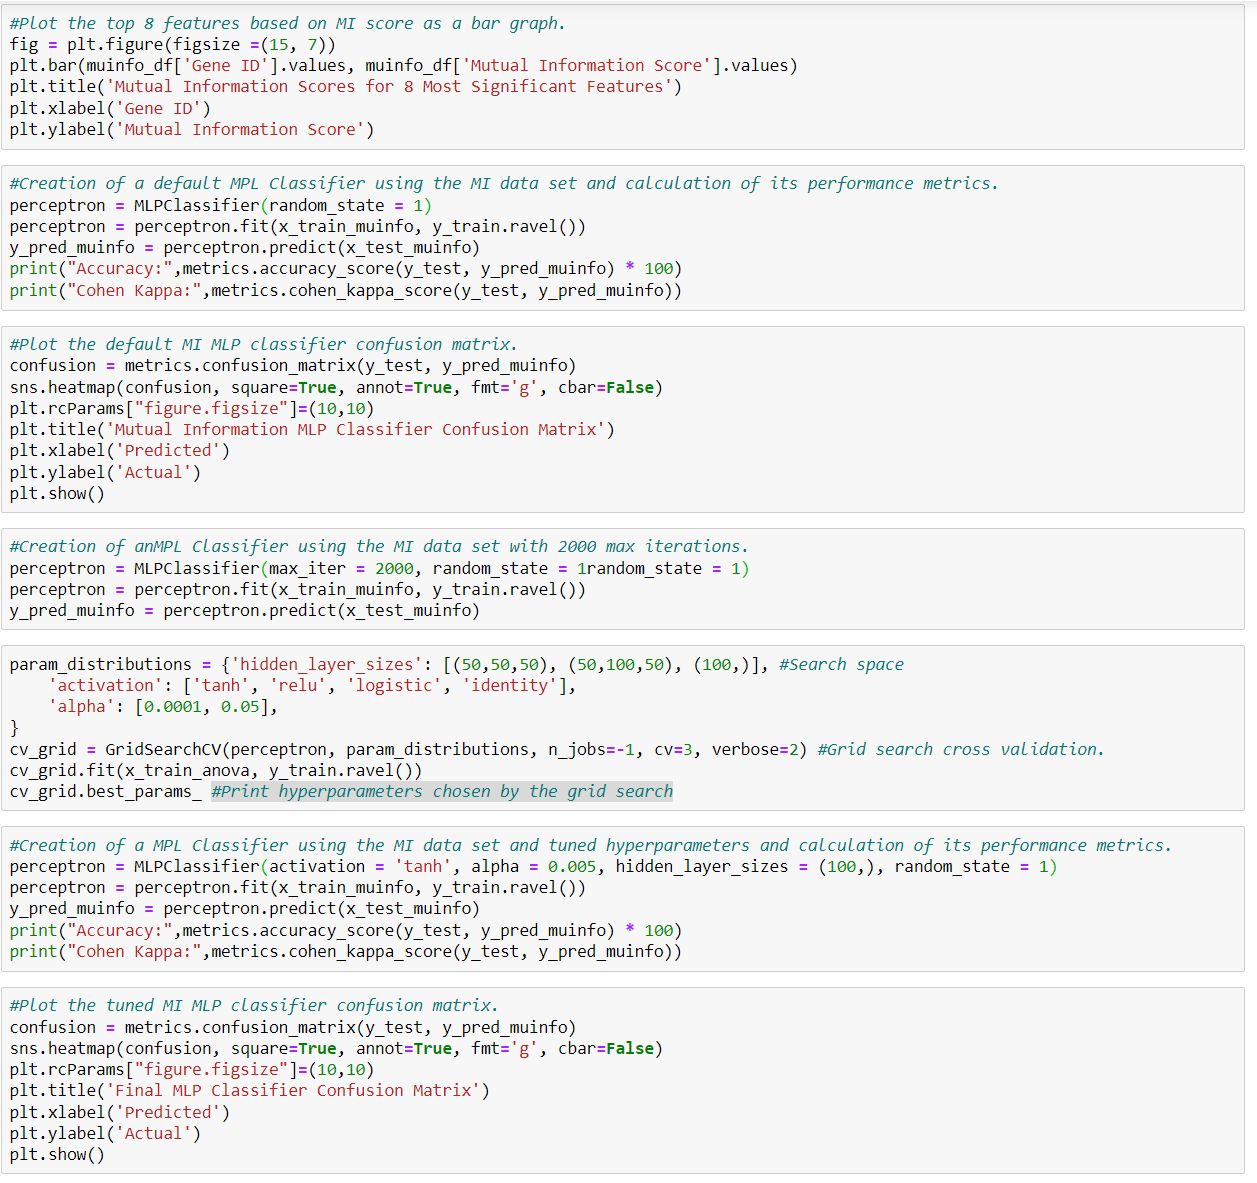 #Plot the top 8 features based on MI score as a bar graph.
fig = plt.figure(figsize =(15, 7))
plt.bar(muinfo_df['Gene ID'].values, muinfo_df['Mutual Information Score'].values)
plt.title('Mutual Information Scores for 8 Most Significant Features')
plt.xlabel('Gene ID')
plt.ylabel('Mutual Information Score')
#Creation of a default MPL Classifier using the MI data set and calculation of its performance metrics.
perceptron = MLPClassifier(random_state = 1)
perceptron = perceptron.fit(x_train_muinfo, y_train.ravel())
y_pred_muinfo = perceptron.predict(x_test_muinfo)
print("Accuracy:",metrics.accuracy_score(y_test, y_pred_muinfo) * 100)
print("Cohen Kappa:",metrics.cohen_kappa_score(y_test, y_pred_muinfo))
#Plot the default MI MLP classifier confusion matrix.
confusion = metrics.confusion_matrix(y_test, y_pred_muinfo)
sns.heatmap(confusion, square=True, annot=True, fmt='g', cbar=False)
plt.rcParams["figure.figsize"]=(10,10)
plt.title('Mutual Information MLP Classifier Confusion Matrix')
plt.xlabel('Predicted')
plt.ylabel('Actual')
plt.show()
#Creation of anMPL Classifier using the MI data set with 2000 max iterations.
perceptron = MLPClassifier(max_iter = 2000, random_state = 1random_state = 1)
perceptron = perceptron.fit(x_train_muinfo, y_train.ravel())
y_pred_muinfo = perceptron.predict(x_test_muinfo)
param_distributions = {'hidden_layer_sizes': [(50,50,50), (50,100,50), (100,)], #Search space
    'activation': ['tanh', 'relu', 'logistic', 'identity'],
    'alpha': [0.0001, 0.05],
}
cv_grid = GridSearchCV(perceptron, param_distributions, n_jobs=-1, cv=3, verbose=2) #Grid search cross validation.
cv_grid.fit(x_train_anova, y_train.ravel())
cv_grid.best_params_ #Print hyperparameters chosen by the grid search
#Creation of a MPL Classifier using the MI data set and tuned hyperparameters and calculation of its performance metrics.
perceptron = MLPClassifier(activation = 'tanh', alpha = 0.005, hidden_layer_sizes = (100,), random_state = 1)
perceptron = perceptron.fit(x_train_muinfo, y_train.ravel())
y_pred_muinfo = perceptron.predict(x_test_muinfo)
print("Accuracy:",metrics.accuracy_score(y_test, y_pred_muinfo) * 100)
print("Cohen Kappa:",metrics.cohen_kappa_score(y_test, y_pred_muinfo))
#Plot the tuned MI MLP classifier confusion matrix.
confusion = metrics.confusion_matrix(y_test, y_pred_muinfo)
sns.heatmap(confusion, square=True, annot=True, fmt='g', cbar=False)
plt.rcParams["figure.figsize"]=(10,10)
plt.title('Final MLP Classifier Confusion Matrix')
plt.xlabel('Predicted')
plt.ylabel('Actual')
plt.show()